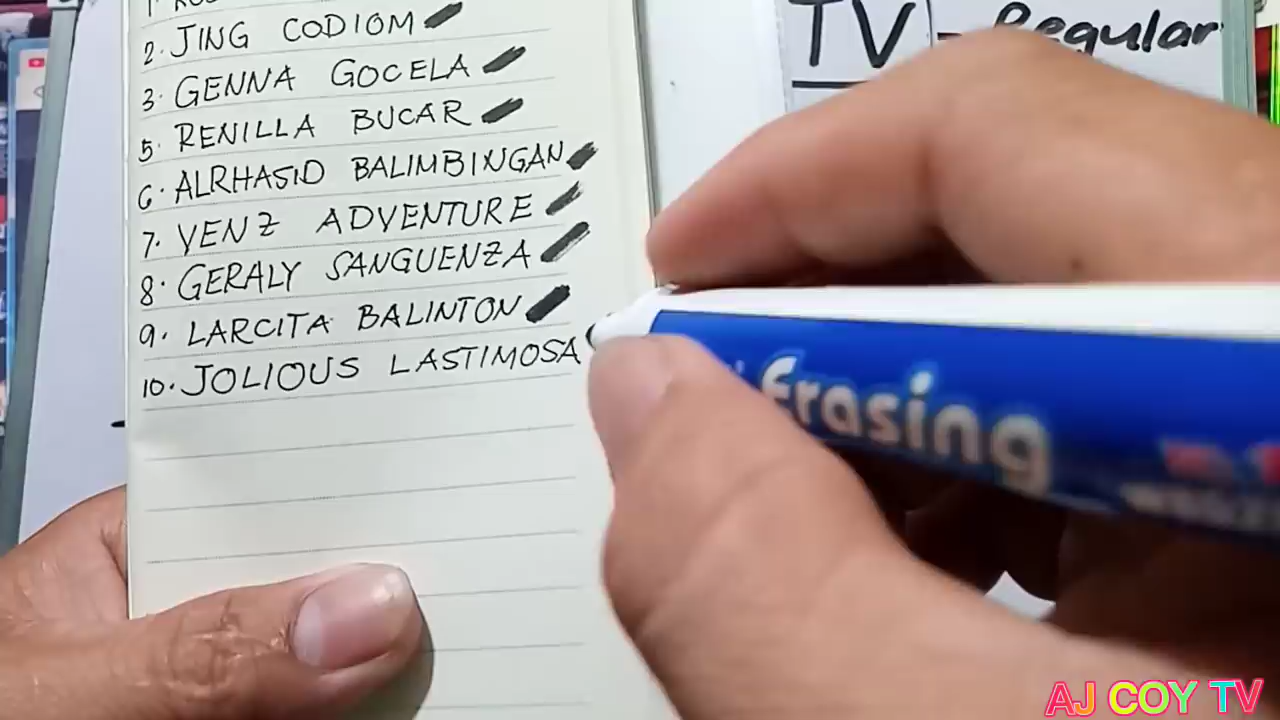 2. JING CODIOM
3. GENNA GOCELA
5. RENILLA BUCAR
6. ALRHASID BALIMBINGAN
7. VENZ ADVENTURE
8. GERALY SANGUENZA
9. LARCITA BALINTON
10. JOLIOUS LASTIMOSA
TV - Regular
Erasing
AJ COY TV